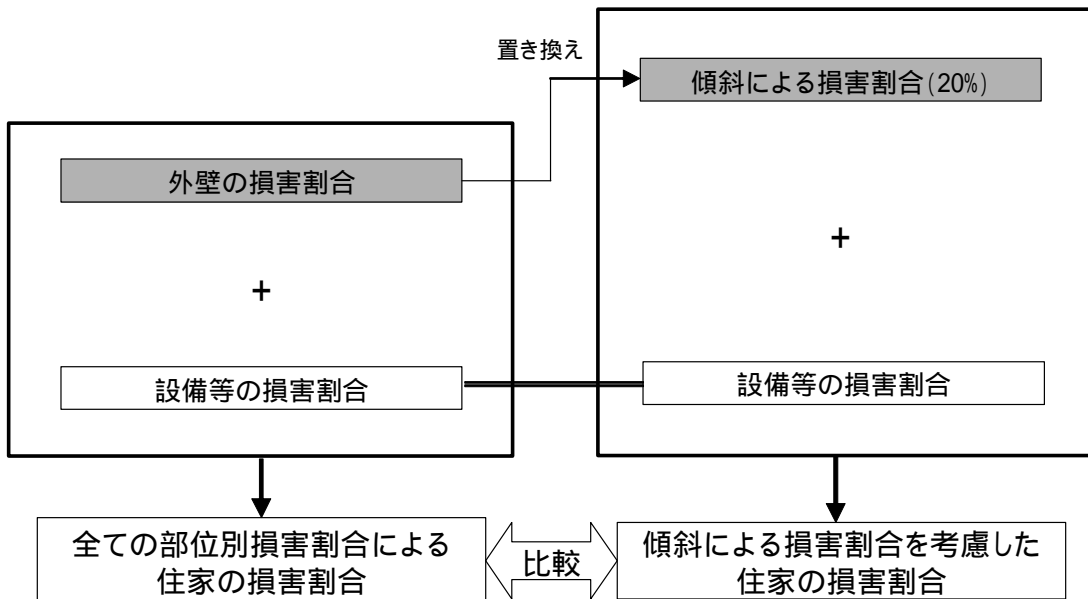 置き換え
傾斜による損害割合(20%)
外壁の損害割合
+
+
設備等の損害割合
設備等の損害割合
全ての部位別損害割合による
住家の損害割合
比較
傾斜による損害割合を考慮した
住家の損害割合